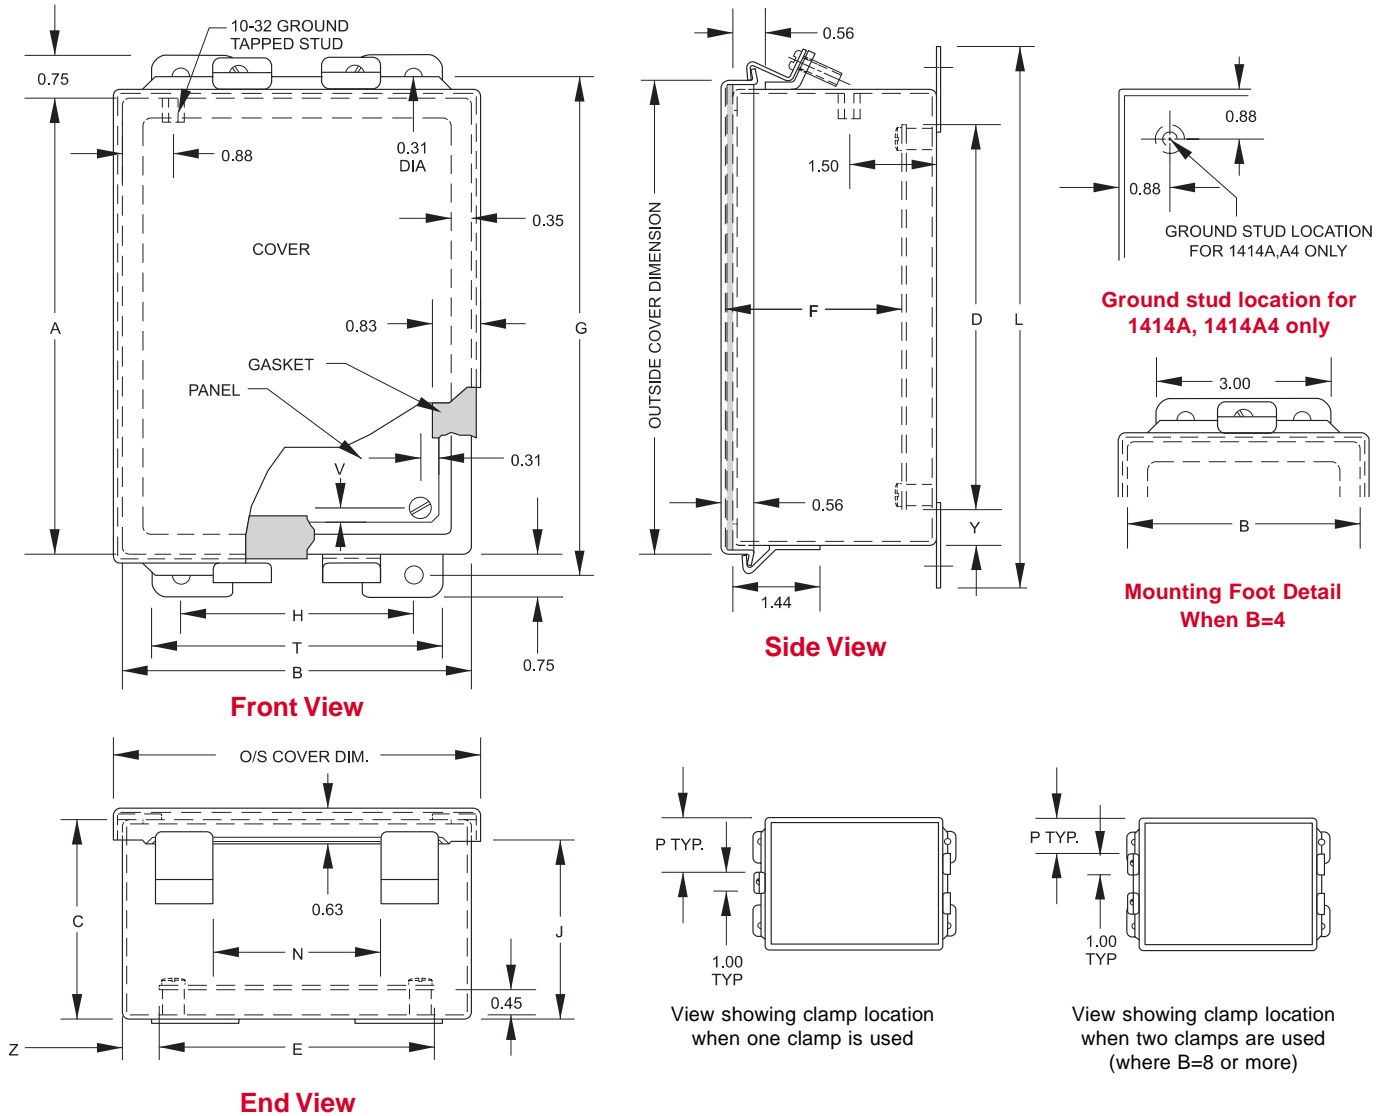 10-32 GROUND
TAPPED STUD
0.75
0.88
0.31
DIA
0.35
COVER
A
0.83
G
GASKET
PANEL
V
0.31
H
T
B
0.75
Front View
0.56
1.50
OUTSIDE COVER DIMENSION
F
D
L
0.56
Y
1.44
Side View
0.88
0.88
GROUND STUD LOCATION
FOR 1414A,A4 ONLY
Ground stud location for
1414A, 1414A4 only
3.00
B
Mounting Foot Detail
When B=4
O/S COVER DIM.
C
0.63
J
N
0.45
Z
E
End View
P TYP.
1.00
TYP
View showing clamp location
when one clamp is used
P TYP.
1.00
TYP
View showing clamp location
when two clamps are used
(where B=8 or more)